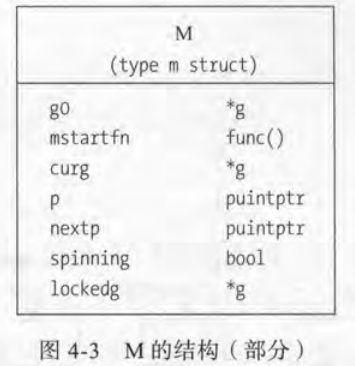 M
(type m struct)
g0 *g
mstartfn func()
curg *g
p puintptr
nextp puintptr
spinning bool
lockedg *g
图 4-3 M 的结构（部分）